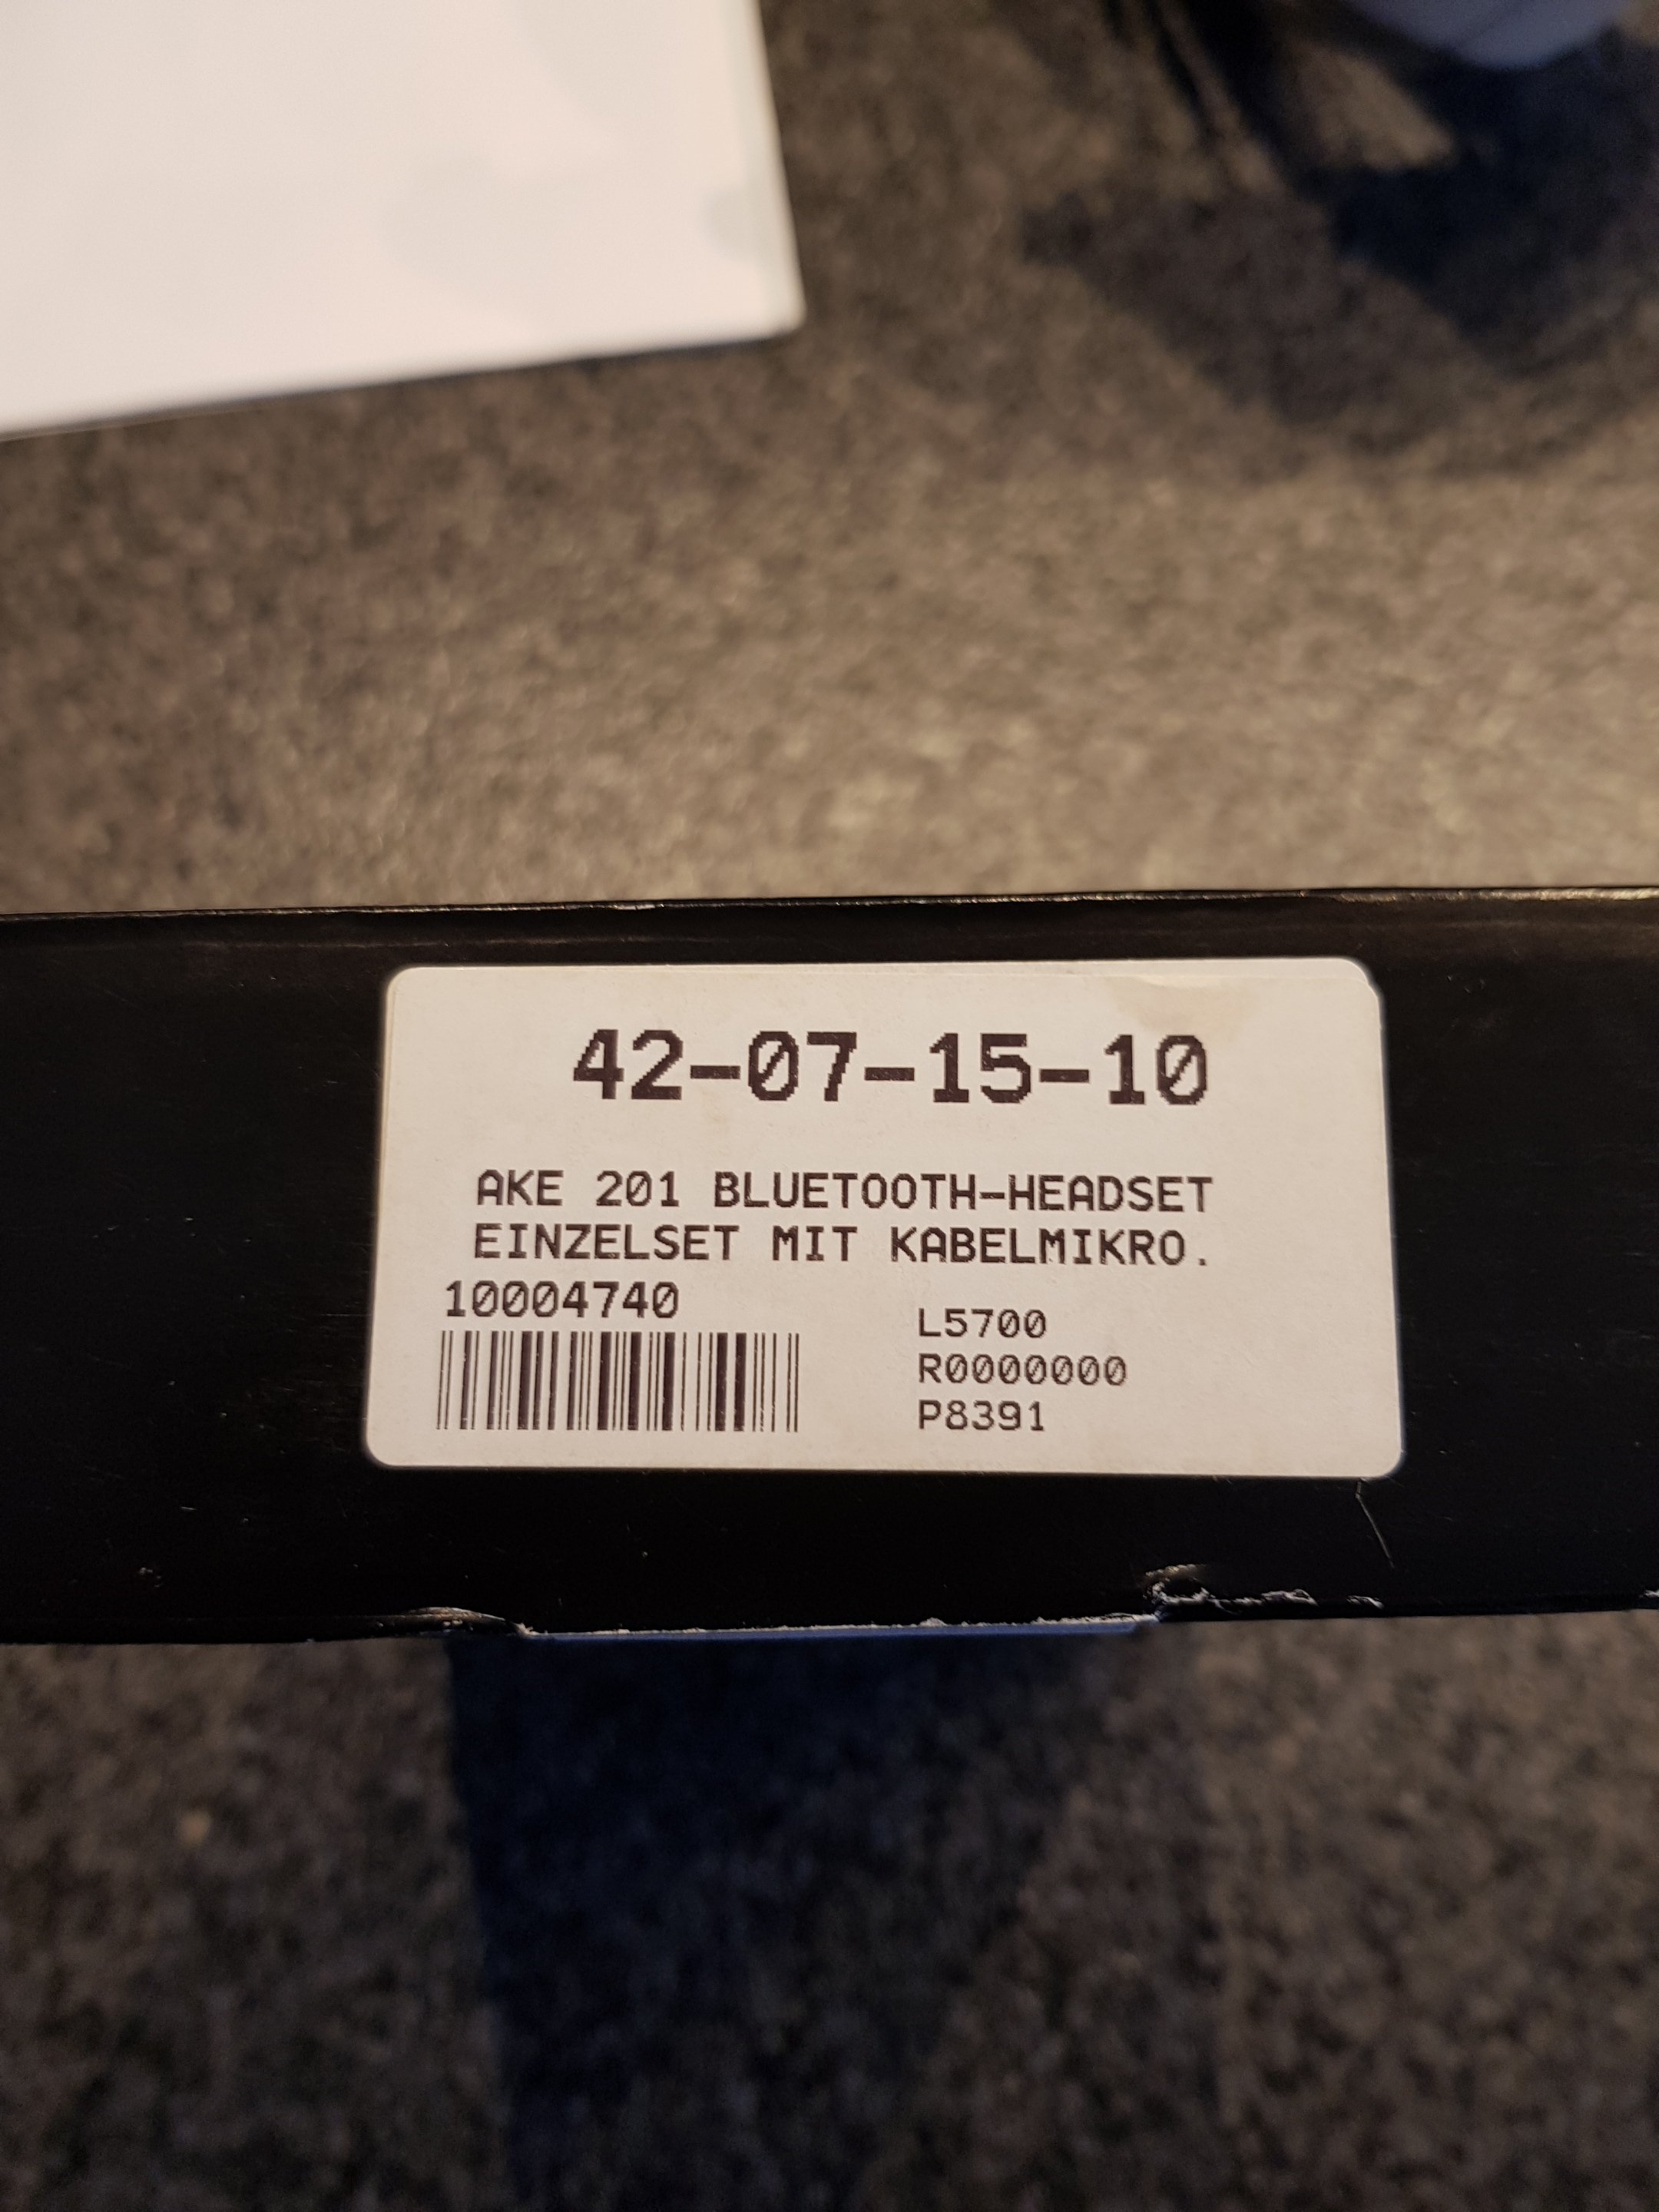 42-07-15-10
AKE 201 BLUETOOTH-HEADSET
EINZELSET MIT KABELMIKRO.
10004740
L5700
R0000000
P8391